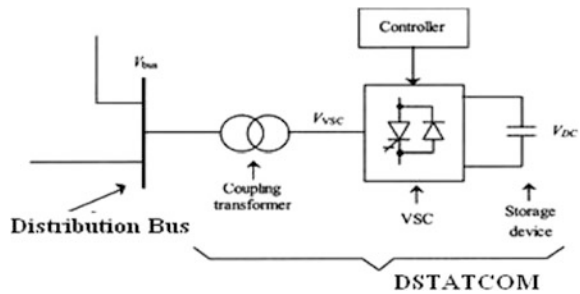 Controller
V_bus
V_VSC
V_DC
Coupling
transformer
VSC
Storage
device
Distribution Bus
DSTATCOM